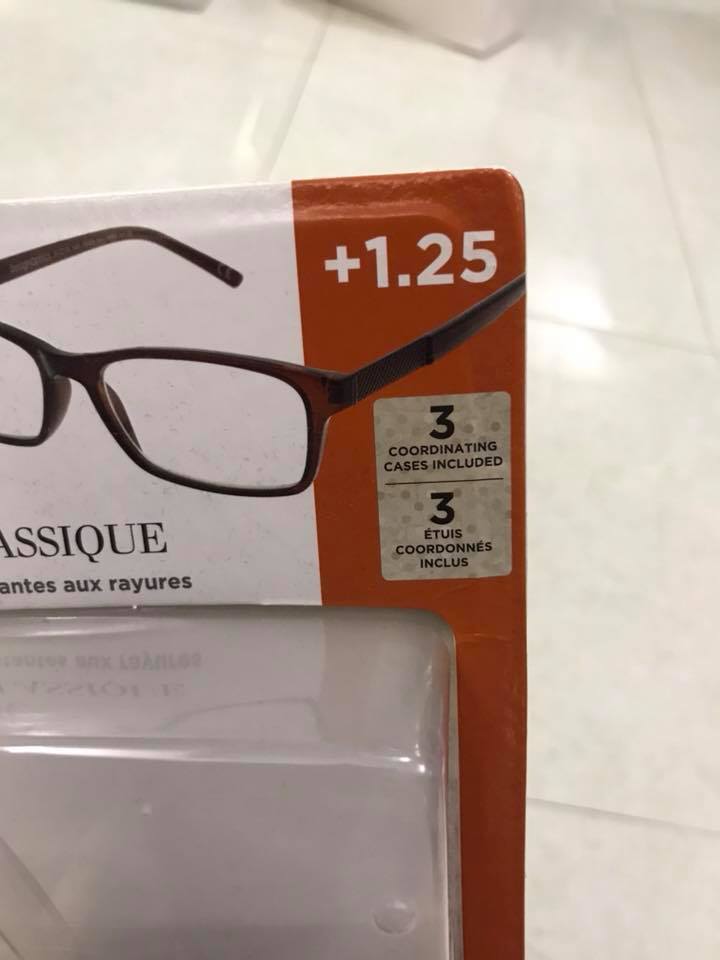 +1.25
3
COORDINATING
CASES INCLUDED
3
ÉTUIS
COORDONNÉS
INCLUS
ASSIQUE
antes aux rayures